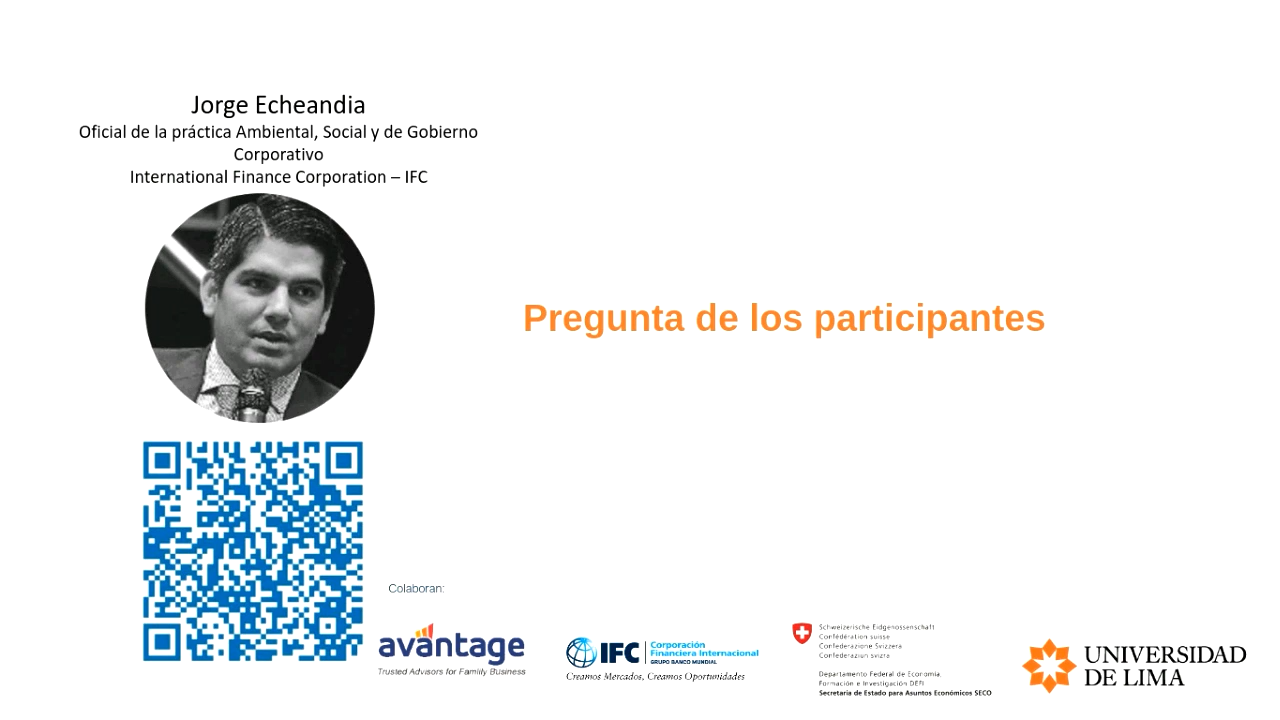 Jorge Echeandia
Oficial de la práctica Ambiental, Social y de Gobierno
Corporativo
International Finance Corporation – IFC
Pregunta de los participantes
Colaboran:
avantage
Trusted Advisors for Family Business
IFC
Corporación
Financiera Internacional
GRUPO BANCO MUNDIAL
Creamos Mercados, Creamos Oportunidades
Schweizerische Eidgenossenschaft
Confédération suisse
Confederazione Svizzera
Confederaziun svizra
Departamento Federal de Economía,
Formación e Investigación DEFI
Secretaría de Estado para Asuntos Económicos SECO
UNIVERSIDAD
DE LIMA